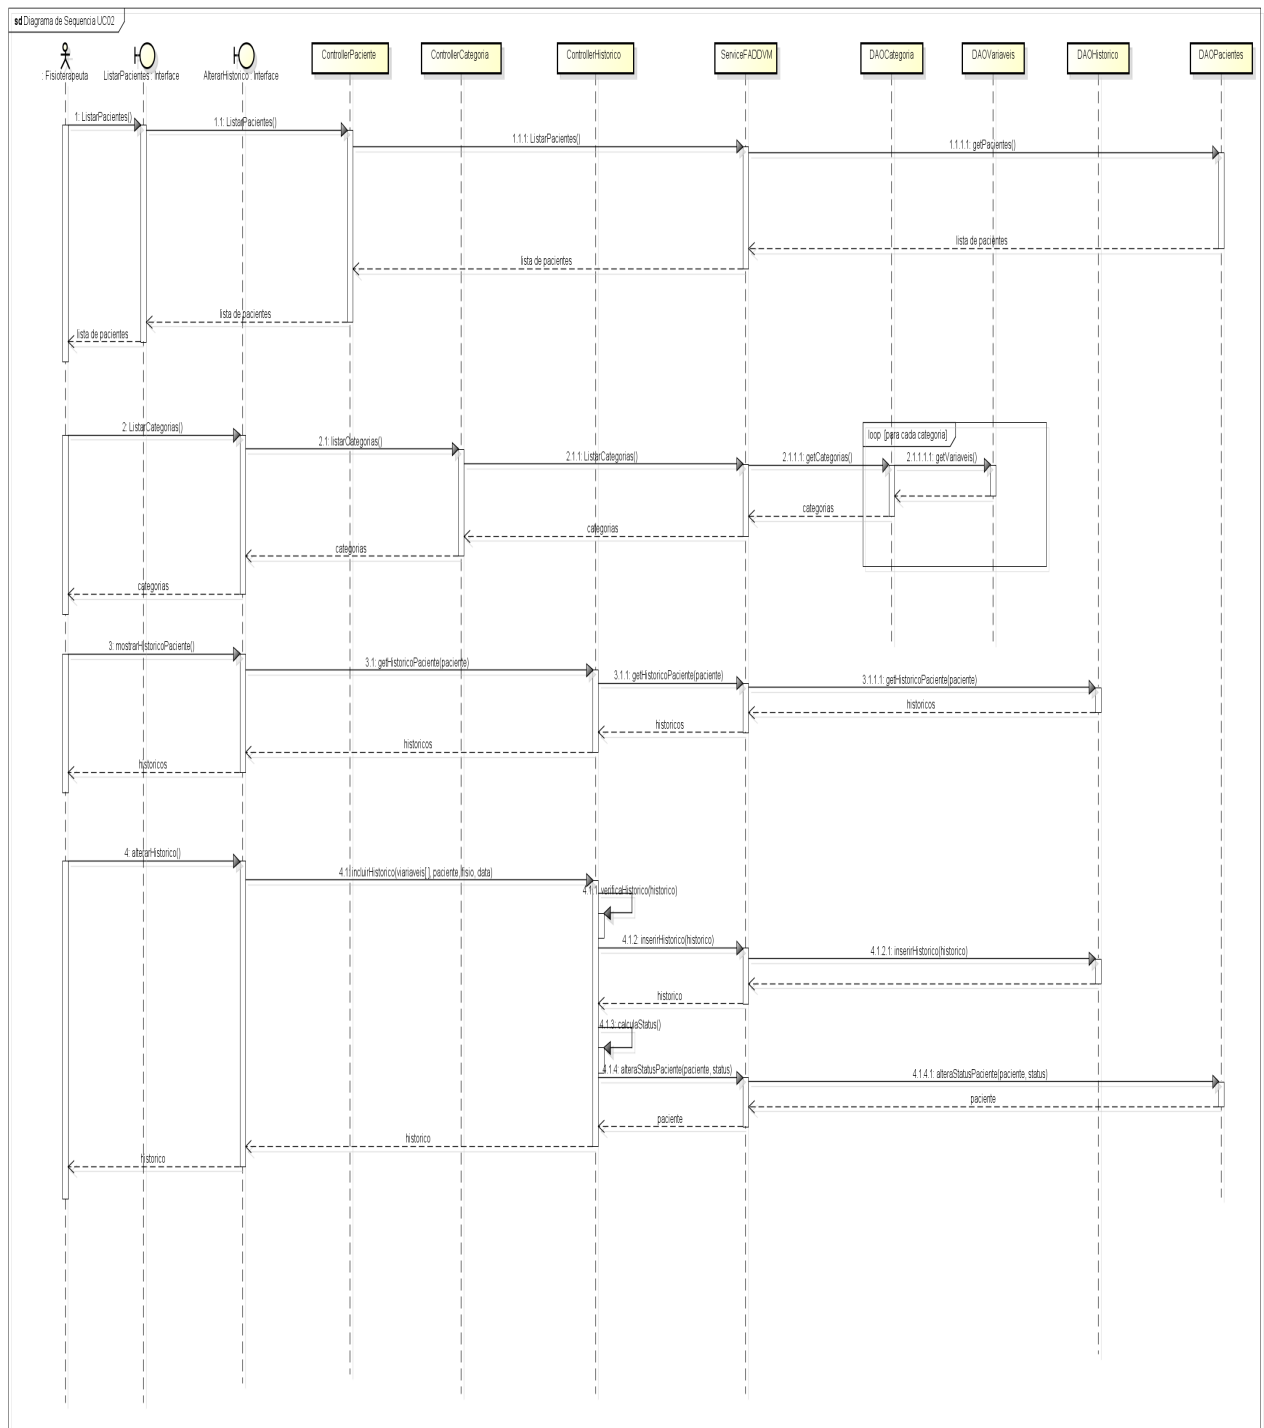 sd Diagrama de Sequencia UC02
: Fisioterapeuta
ListarPacientes : Interface
AlterarHistorico : Interface
ControllerPaciente
ControllerCategoria
ControllerHistorico
ServiceFADDVM
DAOCategoria
DAOVariaveis
DAOHistorico
DAOPacientes
1: ListarPacientes()
1.1: ListarPacientes()
1.1.1: ListarPacientes()
1.1.1.1: getPacientes()
lista de pacientes
lista de pacientes
lista de pacientes
lista de pacientes
2: ListarCategorias()
2.1: listarCategorias()
2.1.1: ListarCategorias()
loop [para cada categoria]
2.1.1.1: getCategorias()
2.1.1.1.1: getVariaveis()
categorias
categorias
categorias
categorias
3: mostrarHistoricoPaciente()
3.1: getHistoricoPaciente(paciente)
3.1.1: getHistoricoPaciente(paciente)
3.1.1.1: getHistoricoPaciente(paciente)
historicos
historicos
historicos
historicos
4: alterarHistorico()
4.1: incluirHistorico(viariaveis[ ], paciente, fisio, data)
4.1.1: verificaHistorico(historico)
4.1.2: inserirHistorico(historico)
4.1.2.1: inserirHistorico(historico)
historico
4.1.3: calculaStatus()
4.1.4: alteraStatusPaciente(paciente, status)
4.1.4.1: alteraStatusPaciente(paciente, status)
paciente
paciente
historico
historico